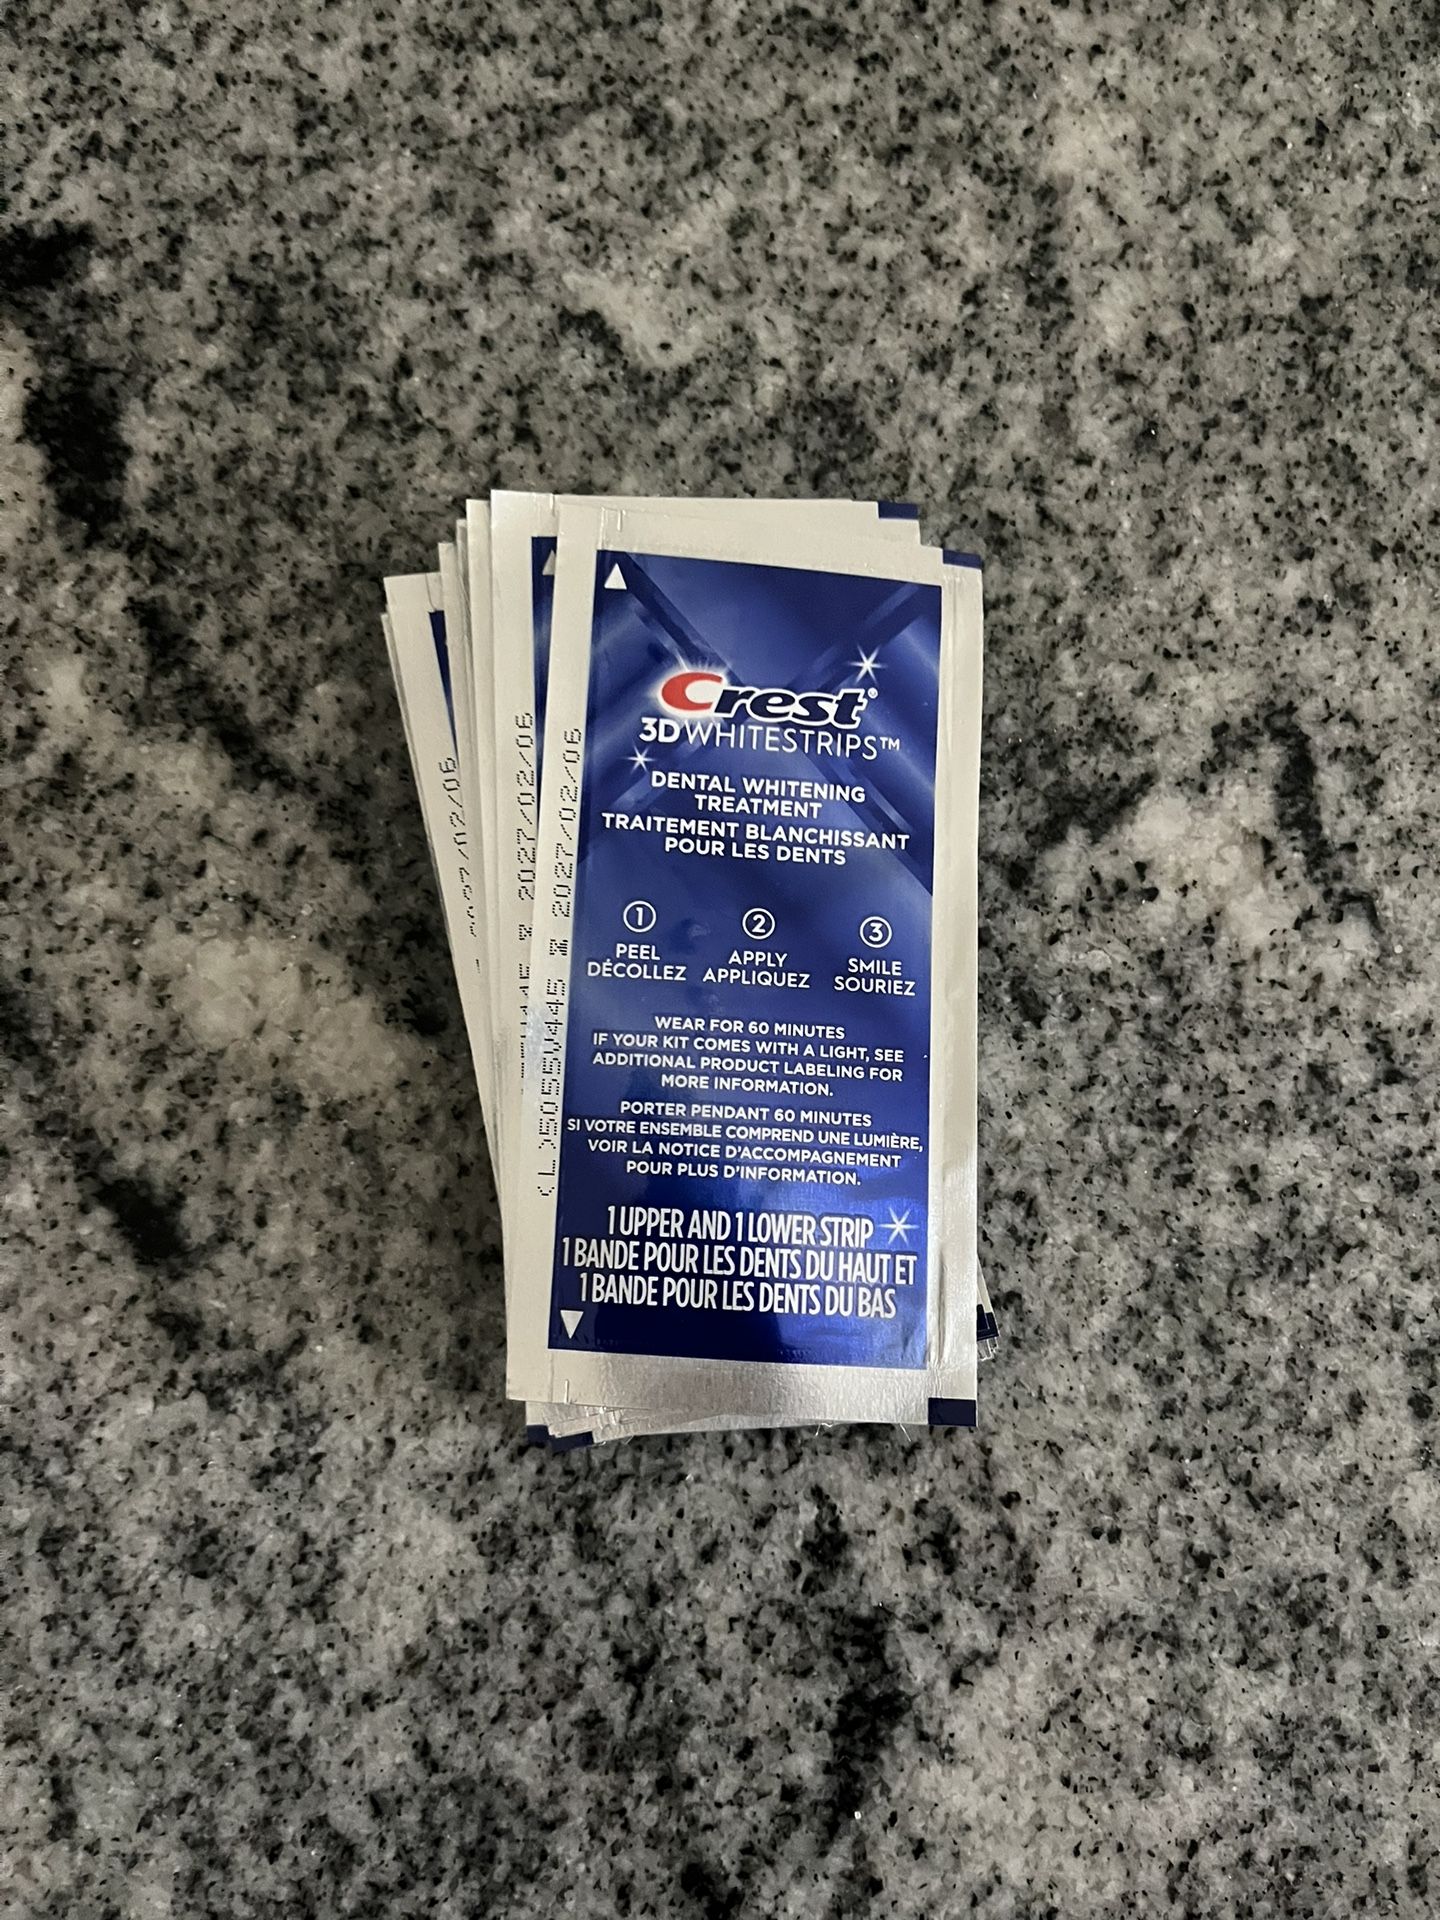 Crest®
3DWHITESTRIPS™
DENTAL WHITENING
TREATMENT
TRAITEMENT BLANCHISSANT
POUR LES DENTS
1 2 3
PEEL APPLY SMILE
DÉCOLLEZ APPLIQUEZ SOURIEZ
WEAR FOR 60 MINUTES
IF YOUR KIT COMES WITH A LIGHT, SEE
ADDITIONAL PRODUCT LABELING FOR
MORE INFORMATION.
PORTER PENDANT 60 MINUTES
SI VOTRE ENSEMBLE COMPREND UNE LUMIÈRE,
VOIR LA NOTICE D'ACCOMPAGNEMENT
POUR PLUS D'INFORMATION.
1 UPPER AND 1 LOWER STRIP
1 BANDE POUR LES DENTS DU HAUT ET
1 BANDE POUR LES DENTS DU BAS
2027/02/06
2027/02/06